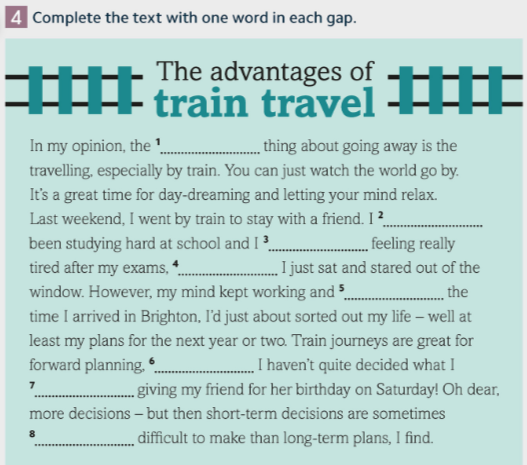 4 Complete the text with one word in each gap.
The advantages of
train travel
In my opinion, the 1.............................. thing about going away is the
travelling, especially by train. You can just watch the world go by.
It's a great time for day-dreaming and letting your mind relax.
Last weekend, I went by train to stay with a friend. I 2..............................
been studying hard at school and I 3.............................. feeling really
tired after my exams, 4.............................. I just sat and stared out of the
window. However, my mind kept working and 5.............................. the
time I arrived in Brighton, I'd just about sorted out my life – well at
least my plans for the next year or two. Train journeys are great for
forward planning, 6.............................. I haven't quite decided what I
7.............................. giving my friend for her birthday on Saturday! Oh dear,
more decisions – but then short-term decisions are sometimes
8.............................. difficult to make than long-term plans, I find.